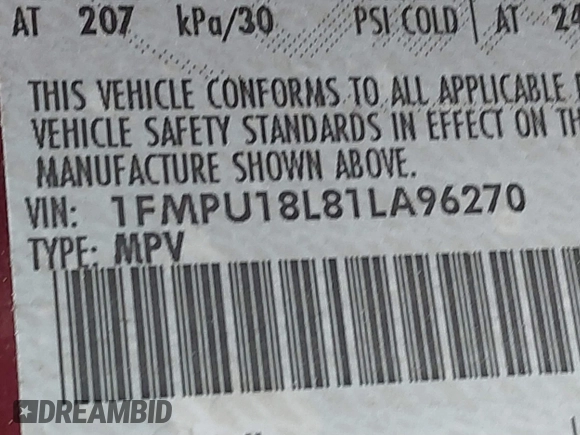 AT 207 kPa/30 PSI COLD AT 24
THIS VEHICLE CONFORMS TO ALL APPLICABLE
VEHICLE SAFETY STANDARDS IN EFFECT ON TH
MANUFACTURE SHOWN ABOVE.
VIN: 1FMPU18L81LA96270
TYPE: MPV
DREAMBID